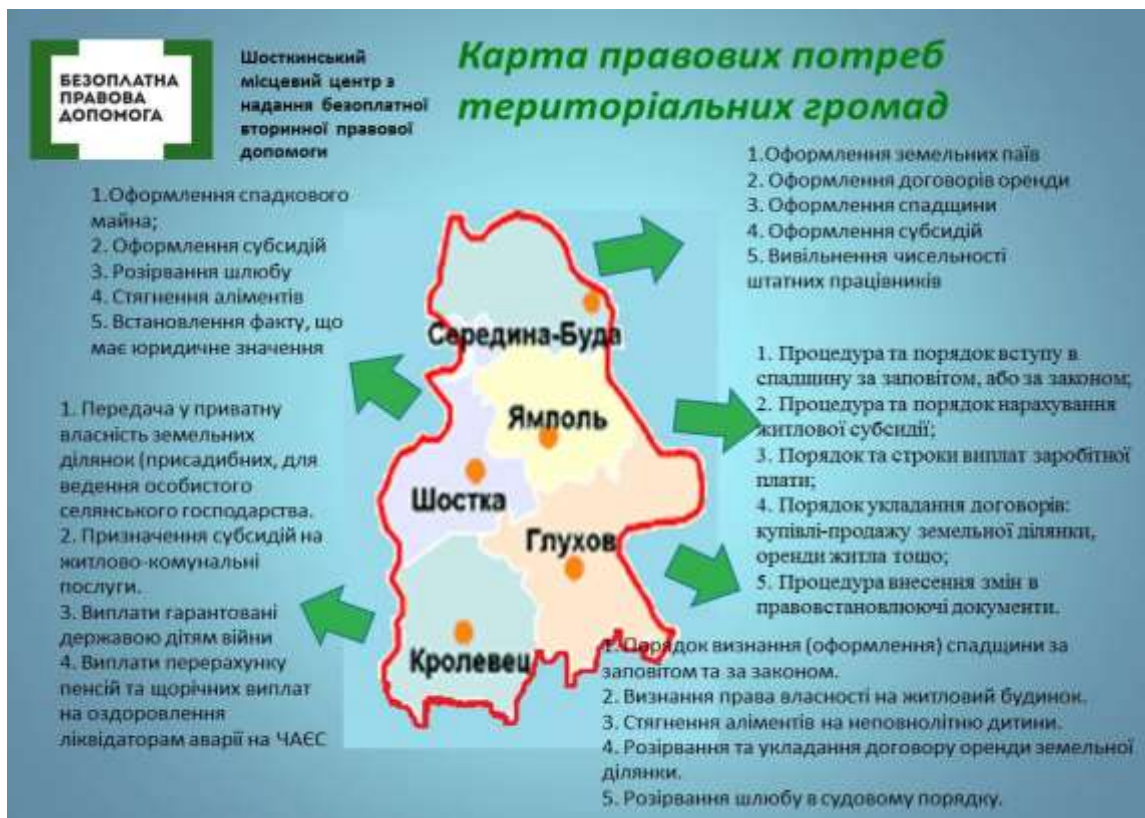 БЕЗОПЛАТНА
ПРАВОВА
ДОПОМОГА
Шосткинський
місцевий центр з
надання безоплатної
вторинної правової
допомоги
Карта правових потреб
територіальних громад
1.Оформлення спадкового
майна;
2. Оформлення субсидій
3. Розірвання шлюбу
4. Стягнення аліментів
5. Встановлення факту, що
має юридичне значення
1.Оформлення земельних паїв
2. Оформлення договорів оренди
3. Оформлення спадщини
4. Оформлення субсидій
5. Вивільнення чисельності
штатних працівників
Середина-Буда
Ямполь
Шостка
Глухов
Кролевец
1. Передача у приватну
власність земельних
ділянок (присадибних, для
ведення особистого
селянського господарства.
2. Призначення субсидій на
житлово-комунальні
послуги.
3. Виплати гарантовані
державою дітям війни
4. Виплати перерахунку
пенсій та щорічних виплат
на оздоровлення
ліквідаторам аварії на ЧАЄС
1. Процедура та порядок вступу в
спадщину за заповітом, або за законом;
2. Процедура та порядок нарахування
житлової субсидії;
3. Порядок та строки виплат заробітної
плати;
4. Порядок укладання договорів:
купівлі-продажу земельної ділянки,
оренди житла тощо;
5. Процедура внесення змін в
правовстановлюючі документи.
1. Порядок визнання (оформлення) спадщини за
заповітом та за законом.
2. Визнання права власності на житловий будинок.
3. Стягнення аліментів на неповнолітню дитини.
4. Розірвання та укладання договору оренди земельної
ділянки.
5. Розірвання шлюбу в судовому порядку.